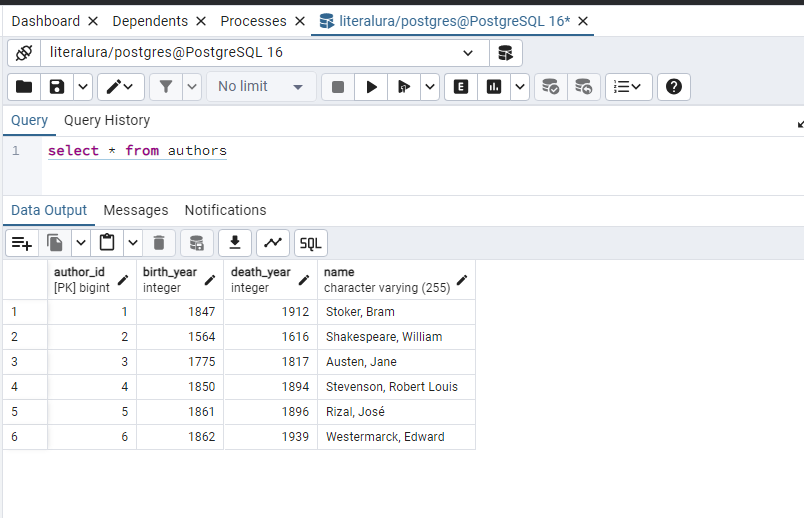 Dashboard Dependents Processes literalura/postgres@PostgreSQL 16*
literalura/postgres@PostgreSQL 16
No limit E
Query Query History
1 select * from authors
Data Output Messages Notifications
SQL
author_id birth_year death_year name
[PK] bigint integer integer character varying (255)
1 1 1847 1912 Stoker, Bram
2 2 1564 1616 Shakespeare, William
3 3 1775 1817 Austen, Jane
4 4 1850 1894 Stevenson, Robert Louis
5 5 1861 1896 Rizal, José
6 6 1862 1939 Westermarck, Edward